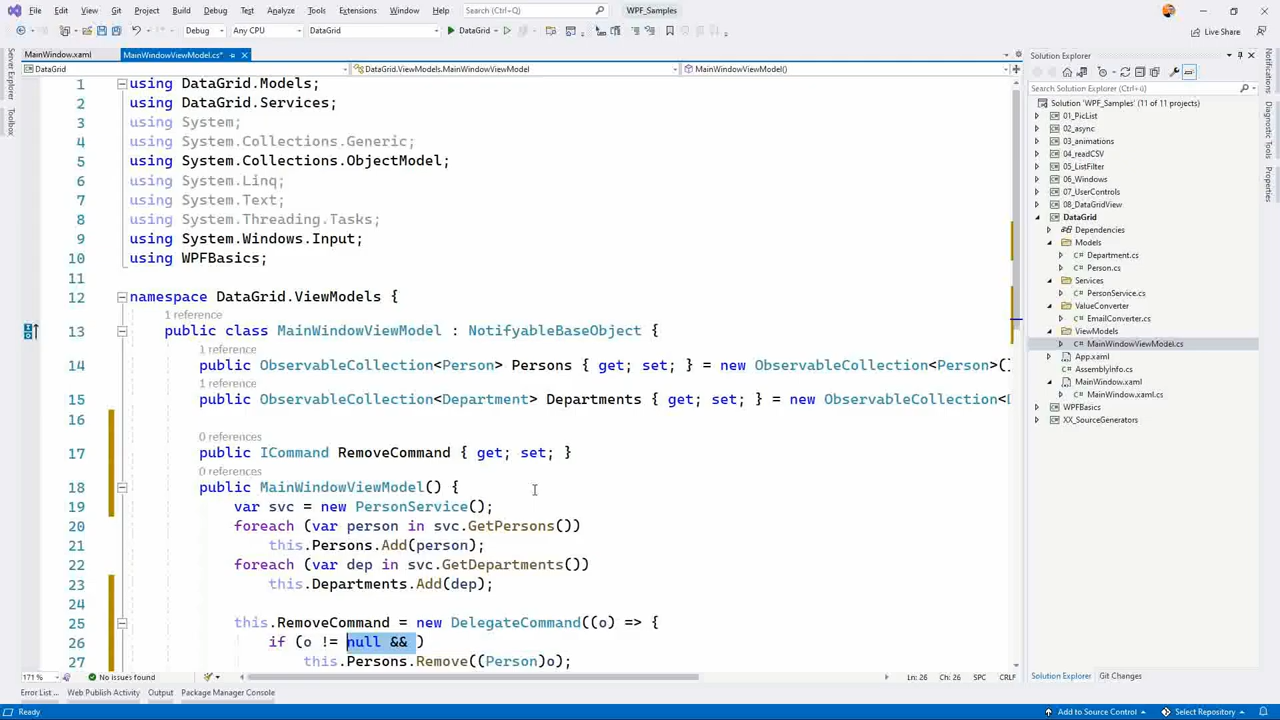 File Edit View Git Project Build Debug Test Analyze Tools Extensions Window Help Search (Ctrl+Q) WPF_Samples
Debug Any CPU DataGrid DataGrid Live Share
MainWindow.xaml MainWindowViewModel.cs*
DataGrid DataGrid.ViewModels.MainWindowViewModel MainWindowViewModel()
Server Explorer
Toolbox
1 using DataGrid.Models;
2 using DataGrid.Services;
3 using System;
4 using System.Collections.Generic;
5 using System.Collections.ObjectModel;
6 using System.Linq;
7 using System.Text;
8 using System.Threading.Tasks;
9 using System.Windows.Input;
10 using WPFBasics;
11
12 namespace DataGrid.ViewModels {
1 reference
13 public class MainWindowViewModel : NotifyableBaseObject {
1 reference
14 public ObservableCollection<Person> Persons { get; set; } = new ObservableCollection<Person>()
1 reference
15 public ObservableCollection<Department> Departments { get; set; } = new ObservableCollection<
16
0 references
17 public ICommand RemoveCommand { get; set; }
0 references
18 public MainWindowViewModel() {
19 var svc = new PersonService();
20 foreach (var person in svc.GetPersons())
21 this.Persons.Add(person);
22 foreach (var dep in svc.GetDepartments())
23 this.Departments.Add(dep);
24
25 this.RemoveCommand = new DelegateCommand((o) => {
26 if (o != null && )
27 this.Persons.Remove((Person)o);
171 % No issues found Ln: 26 Ch: 26 SPC CRLF
Error List ... Web Publish Activity Output Package Manager Console
Ready
Solution Explorer
Search Solution Explorer (Ctrl+ü)
Solution 'WPF_Samples' (11 of 11 projects)
01_PicList
02_async
03_animations
04_readCSV
05_ListFilter
06_Windows
07_UserControls
08_DataGridView
DataGrid
Dependencies
Models
Department.cs
Person.cs
Services
PersonService.cs
ValueConverter
EmailConverter.cs
ViewModels
MainWindowViewModel.cs
App.xaml
AssemblyInfo.cs
MainWindow.xaml
MainWindow.xaml.cs
WPFBasics
XX_SourceGenerators
Solution Explorer Git Changes
Add to Source Control Select Repository
Notifications
Diagnostic Tools
Properties